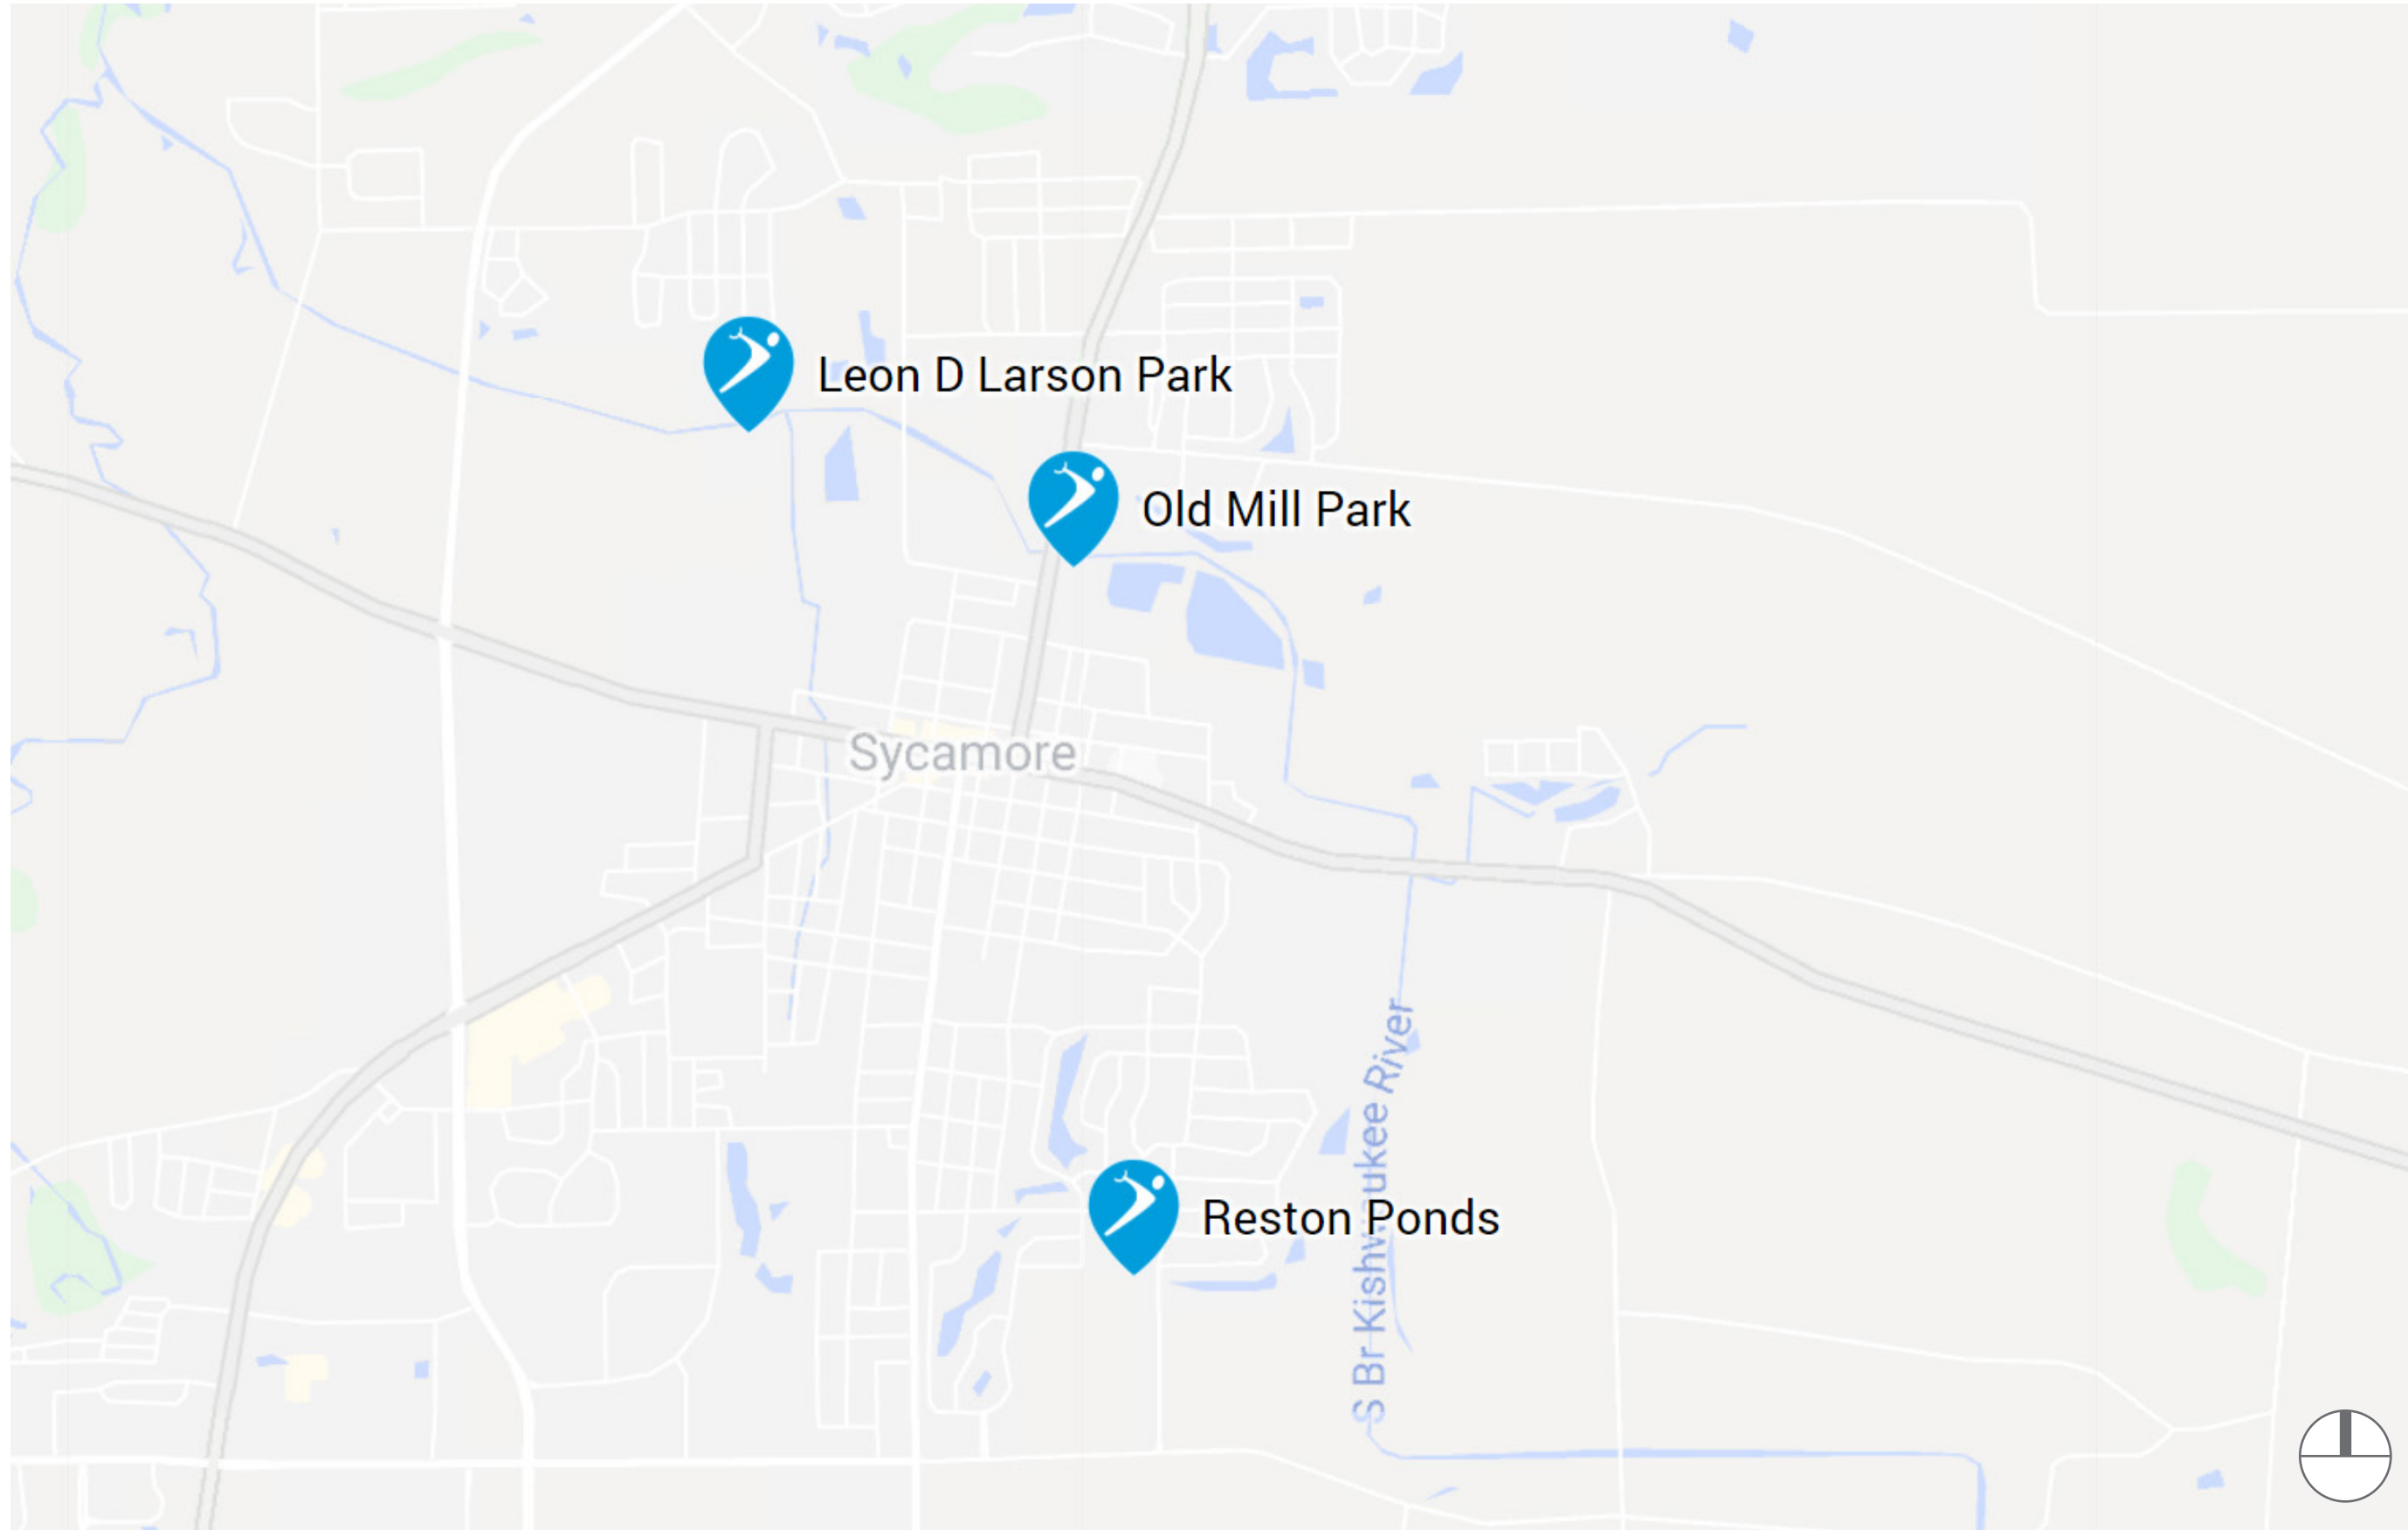 Leon D Larson Park
Old Mill Park
Sycamore
S Br Kishwaukee River
Reston Ponds